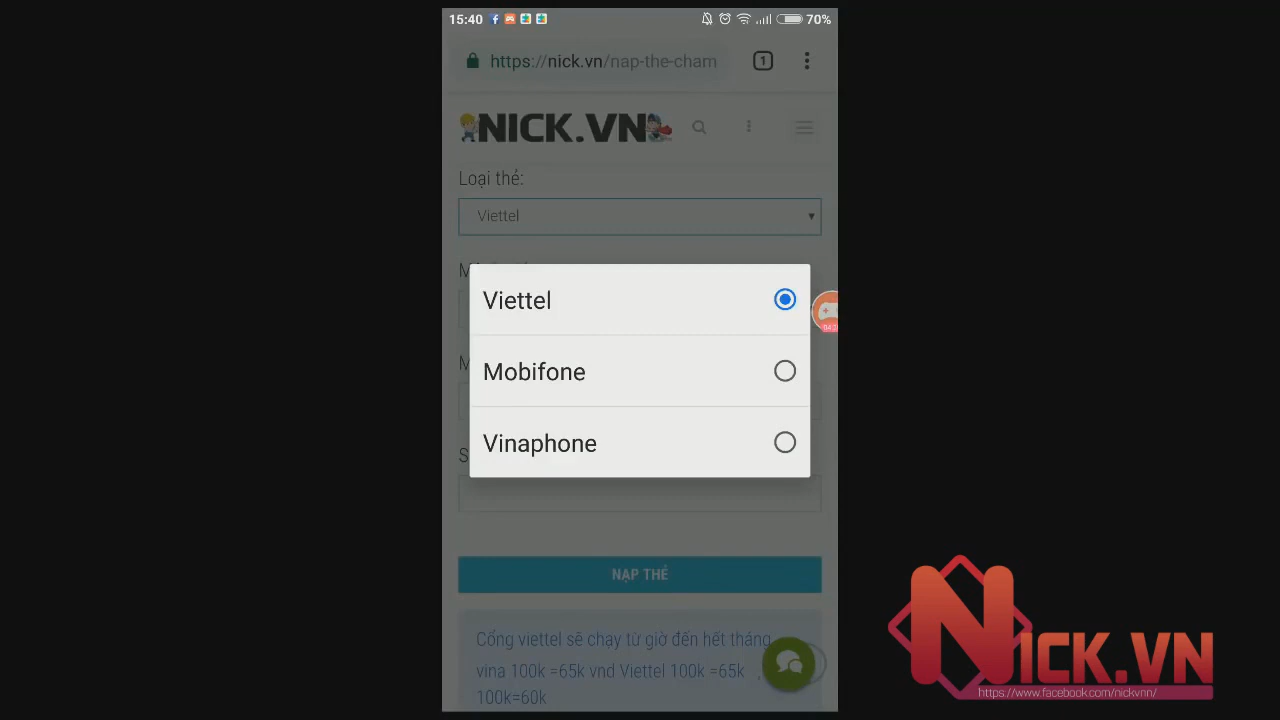 15:40
70%
https://nick.vn/nap-the-cham
1
NICK.VN
Loại thẻ:
Viettel
Viettel
Mobifone
Vinaphone
NẠP THẺ
Cổng viettel sẽ chạy từ giờ đến hết tháng
vina 100k =65k vnd Viettel 100k =65k ,
100k=60k
NICK.VN
https://www.facebook.com/nickvnn/